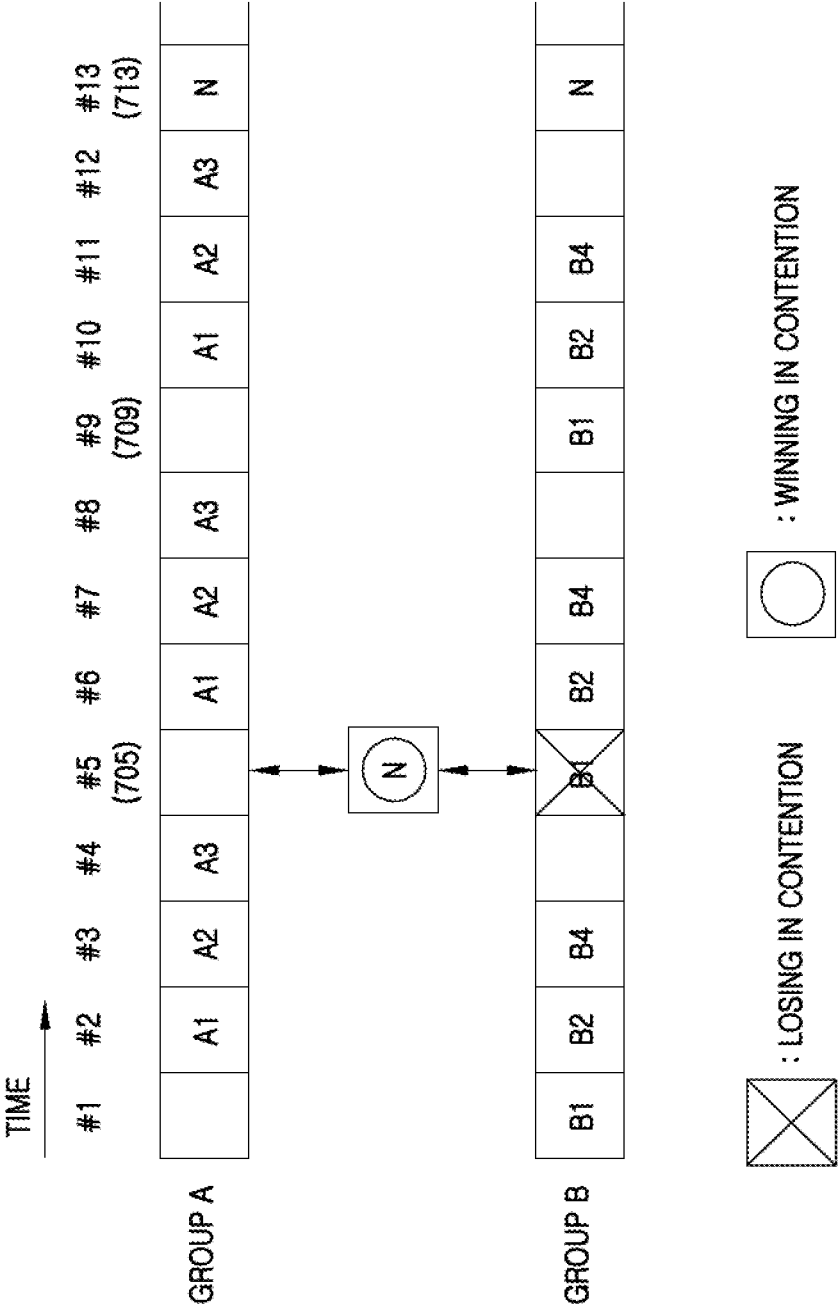 TIME
#1 #2 #3 #4 #5 #6 #7 #8 #9 #10 #11 #12 #13
(705) (709) (713)
GROUP A A1 A2 A3 A1 A2 A3 A1 A2 A3 N
N
GROUP B B1 B2 B4 B1 B2 B4 B1 B2 B4 N
: LOSING IN CONTENTION : WINNING IN CONTENTION